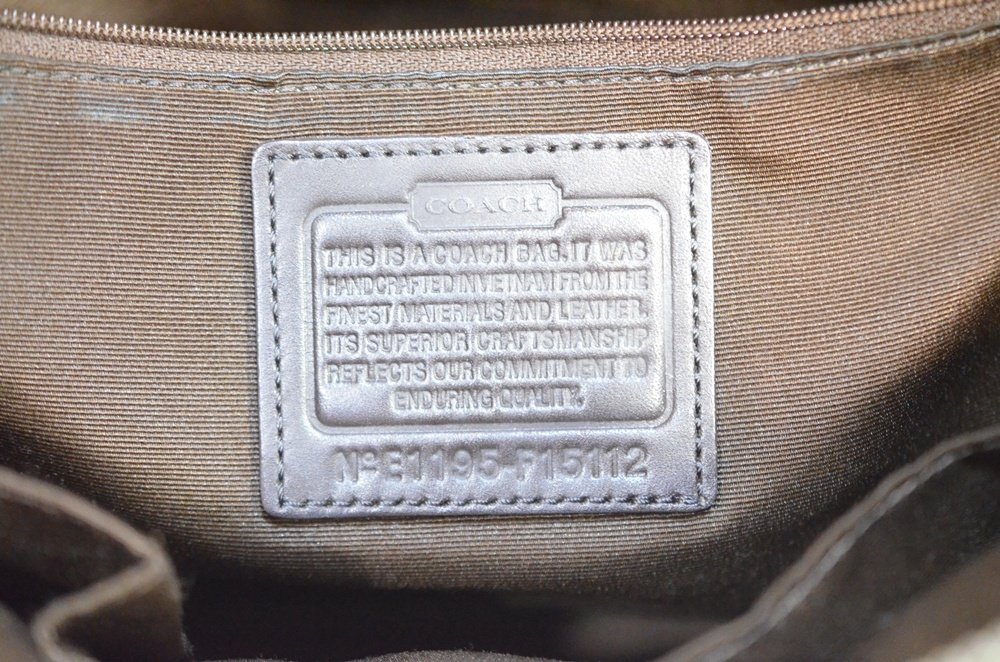 COACH
THIS IS A COACH BAG. IT WAS
HANDCRAFTED IN VIETNAM FROM THE
FINEST MATERIALS AND LEATHER.
ITS SUPERIOR CRAFTSMANSHIP
REFLECTS OUR COMMITMENT TO
ENDURING QUALITY.
Nº E1195-F15112